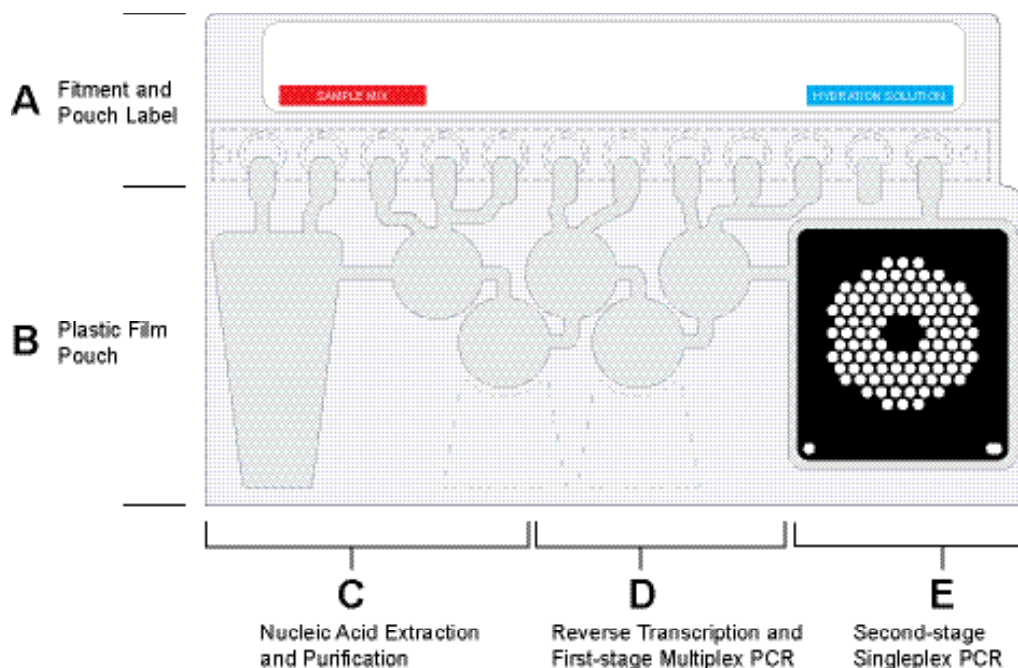 SAMPLE MIX
HYDRATION SOLUTION
A
Fitment and
Pouch Label
B
Plastic Film
Pouch
C
Nucleic Acid Extraction
and Purification
D
Reverse Transcription and
First-stage Multiplex PCR
E
Second-stage
Singleplex PCR